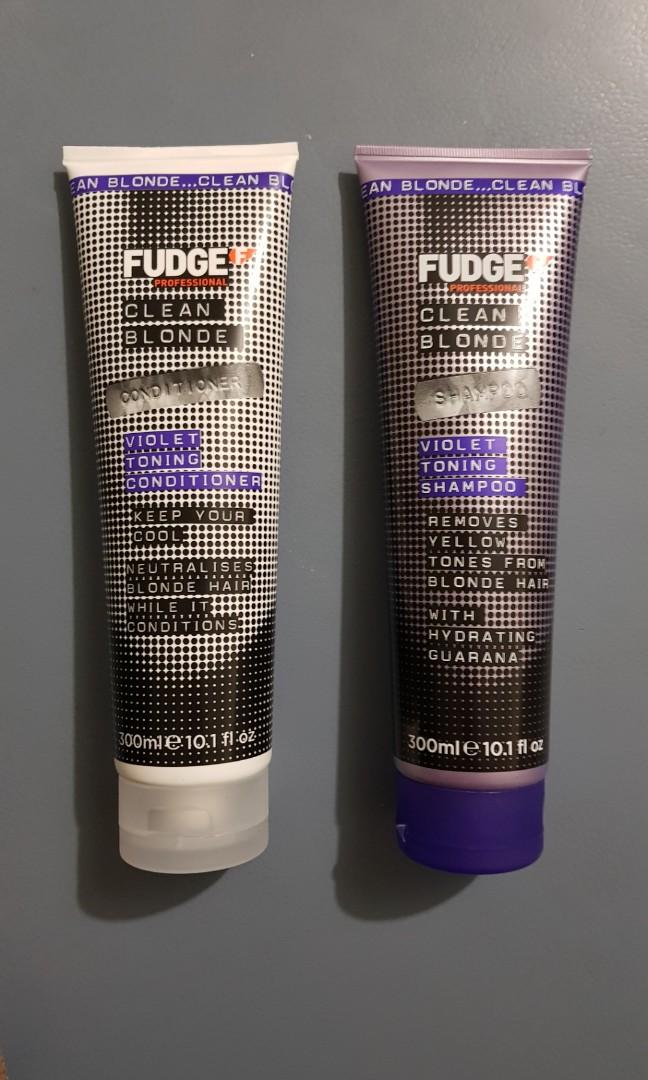 EAN BLONDE...CLEAN BL
FUDGE F
PROFESSIONAL
CLEAN
BLONDE
CONDITIONER
VIOLET
TONING
CONDITIONER
KEEP YOUR
COOL
NEUTRALISES
BLONDE HAIR
WHILE IT
CONDITIONS
300ml e 10.1 fl oz
EAN BLONDE...CLEAN BL
FUDGE F
PROFESSIONAL
CLEAN
BLONDE
SHAMPOO
VIOLET
TONING
SHAMPOO
REMOVES
YELLOW
TONES FROM
BLONDE HAIR
WITH
HYDRATING
GUARANA
300ml e 10.1 fl oz